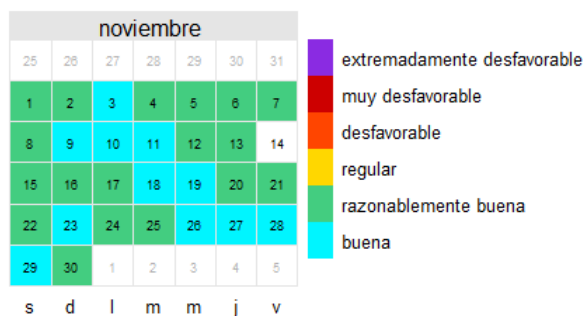 noviembre
25 26 27 28 29 30 31
1 2 3 4 5 6 7
8 9 10 11 12 13 14
15 16 17 18 19 20 21
22 23 24 25 26 27 28
29 30 1 2 3 4 5
s d l m m j v
extremadamente desfavorable
muy desfavorable
desfavorable
regular
razonablemente buena
buena